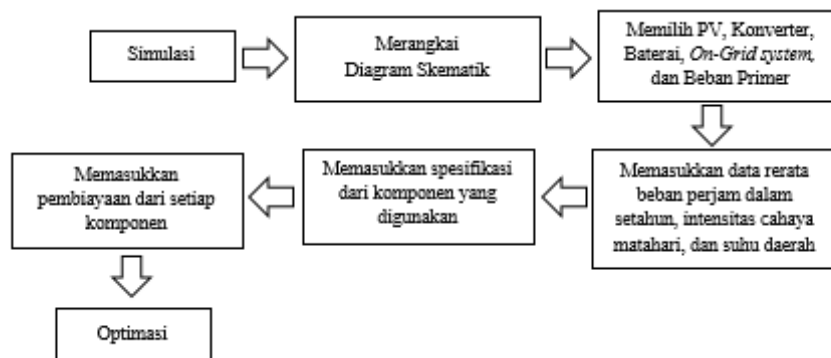 Simulasi
Merangkai
Diagram Skematik
Memilih PV, Konverter,
Baterai, On-Grid system,
dan Beban Primer
Memasukkan data rerata
beban perjam dalam
setahun, intensitas cahaya
matahari, dan suhu daerah
Memasukkan spesifikasi
dari komponen yang
digunakan
Memasukkan
pembiayaan dari setiap
komponen
Optimasi